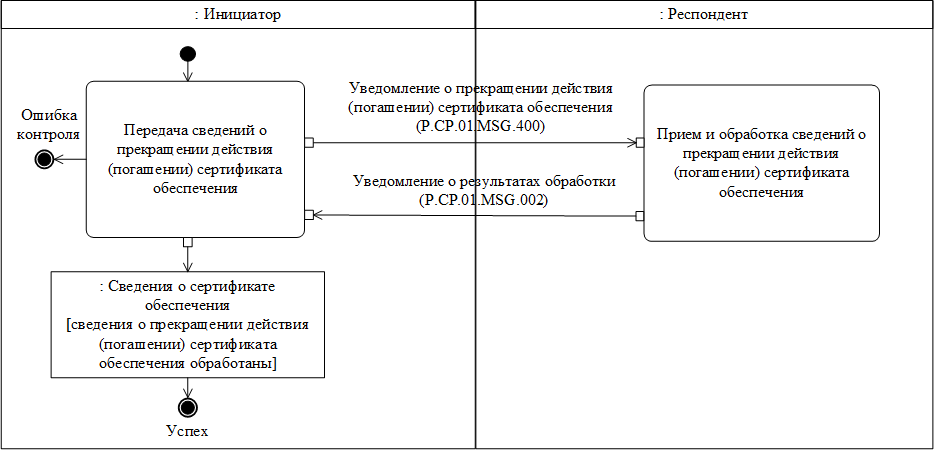 : Инициатор
: Респондент
Ошибка
контроля
Передача сведений о
прекращении действия
(погашении) сертификата
обеспечения
Уведомление о прекращении действия
(погашении) сертификата обеспечения
(P.CP.01.MSG.400)
Прием и обработка сведений о
прекращении действия
(погашении) сертификата
обеспечения
Уведомление о результатах обработки
(P.CP.01.MSG.002)
: Сведения о сертификате
обеспечения
[сведения о прекращении действия
(погашении) сертификата
обеспечения обработаны]
Успех